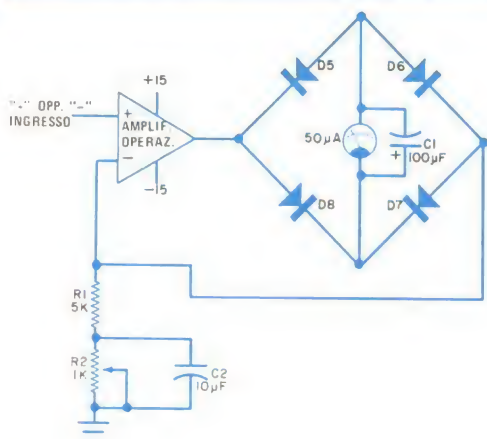 +15
D5
D6
"-" OPP. "-"
INGRESSO
+
AMPLIF.
OPERAZ.
−
50µA
C1
100µF
+
−15
D8
D7
R1
5K
R2
1K
C2
10µF